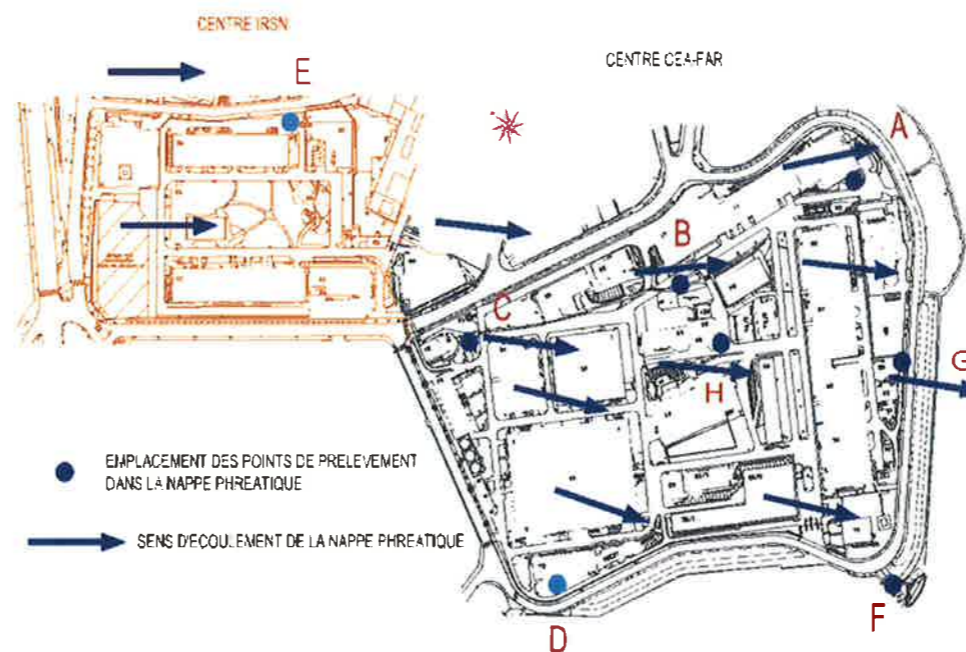 CENTRE IRSN
CENTRE CEA-FAR
E
A
B
C
G
H
EMPLACEMENT DES POINTS DE PRELEVEMENT
DANS LA NAPPE PHREATIQUE
SENS D'ECOULEMENT DE LA NAPPE PHREATIQUE
F
D